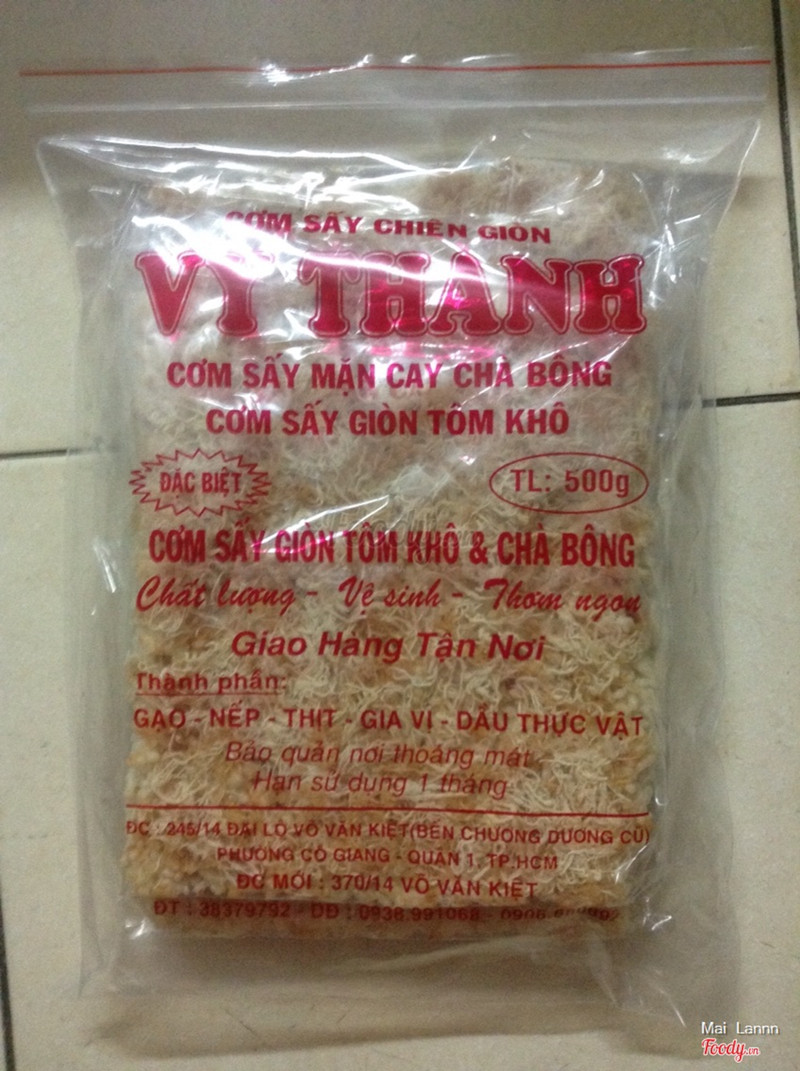 CƠM SẤY CHIÊN GIÒN
VY THÀNH
CƠM SẤY MẶN CAY CHÀ BÔNG
CƠM SẤY GIÒN TÔM KHÔ
ĐẶC BIỆT
TL: 500g
CƠM SẤY GIÒN TÔM KHÔ & CHÀ BÔNG
Chất lượng - Vệ sinh - Thơm ngon
Giao Hàng Tận Nơi
Thành phần:
GẠO - NẾP - THỊT - GIA VỊ - DẦU THỰC VẬT
Bảo quản nơi thoáng mát
Hạn sử dụng 1 tháng
ĐC : 245/14 ĐẠI LỘ VÕ VĂN KIỆT(BẾN CHƯƠNG DƯƠNG CŨ)
PHƯỜNG CÔ GIANG - QUẬN 1, TP.HCM
ĐC MỚI : 370/14 VÕ VĂN KIỆT
ĐT : 38379792 - DĐ : 0938.991068 -
Mai Lannn
Foody.vn